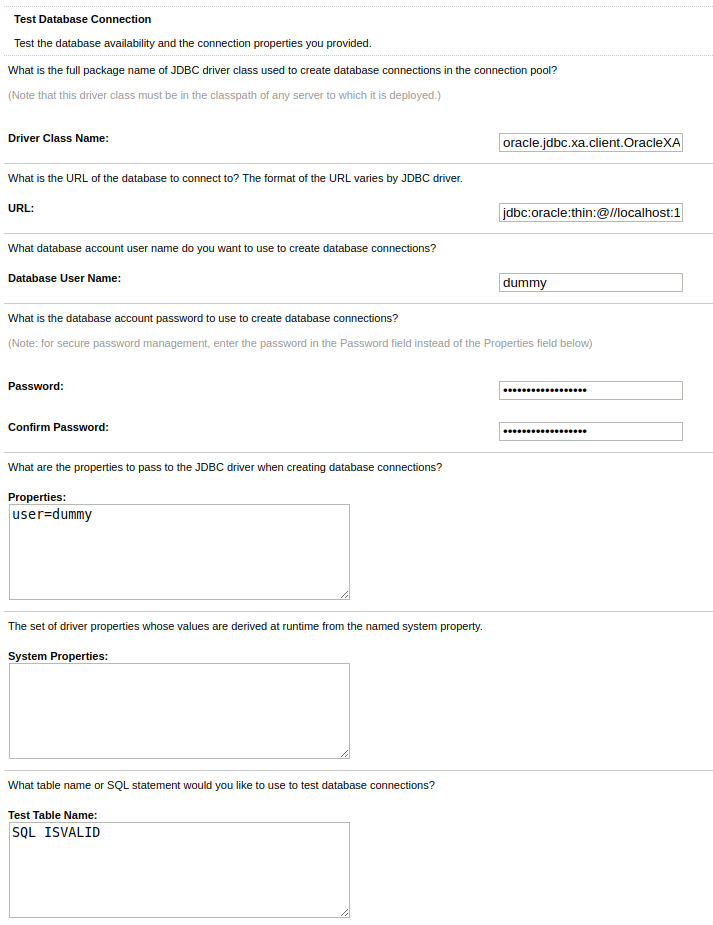 Test Database Connection
Test the database availability and the connection properties you provided.
What is the full package name of JDBC driver class used to create database connections in the connection pool?
(Note that this driver class must be in the classpath of any server to which it is deployed.)
Driver Class Name:
oracle.jdbc.xa.client.OracleXA
What is the URL of the database to connect to? The format of the URL varies by JDBC driver.
URL:
jdbc:oracle:thin:@//localhost:1
What database account user name do you want to use to create database connections?
Database User Name:
dummy
What is the database account password to use to create database connections?
(Note: for secure password management, enter the password in the Password field instead of the Properties field below)
Password:
••••••••••••••••••
Confirm Password:
••••••••••••••••••
What are the properties to pass to the JDBC driver when creating database connections?
Properties:
user=dummy
The set of driver properties whose values are derived at runtime from the named system property.
System Properties:
What table name or SQL statement would you like to use to test database connections?
Test Table Name:
SQL ISVALID